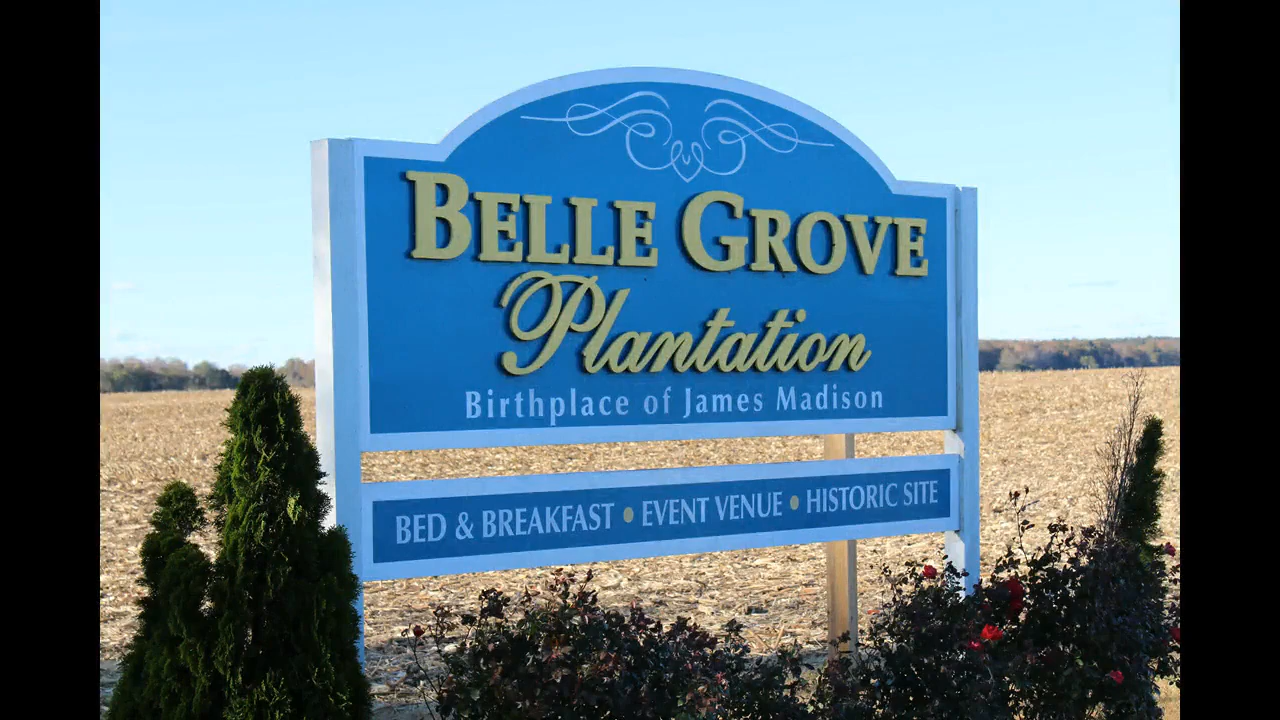 BELLE GROVE
Plantation
Birthplace of James Madison
BED & BREAKFAST • EVENT VENUE • HISTORIC SITE